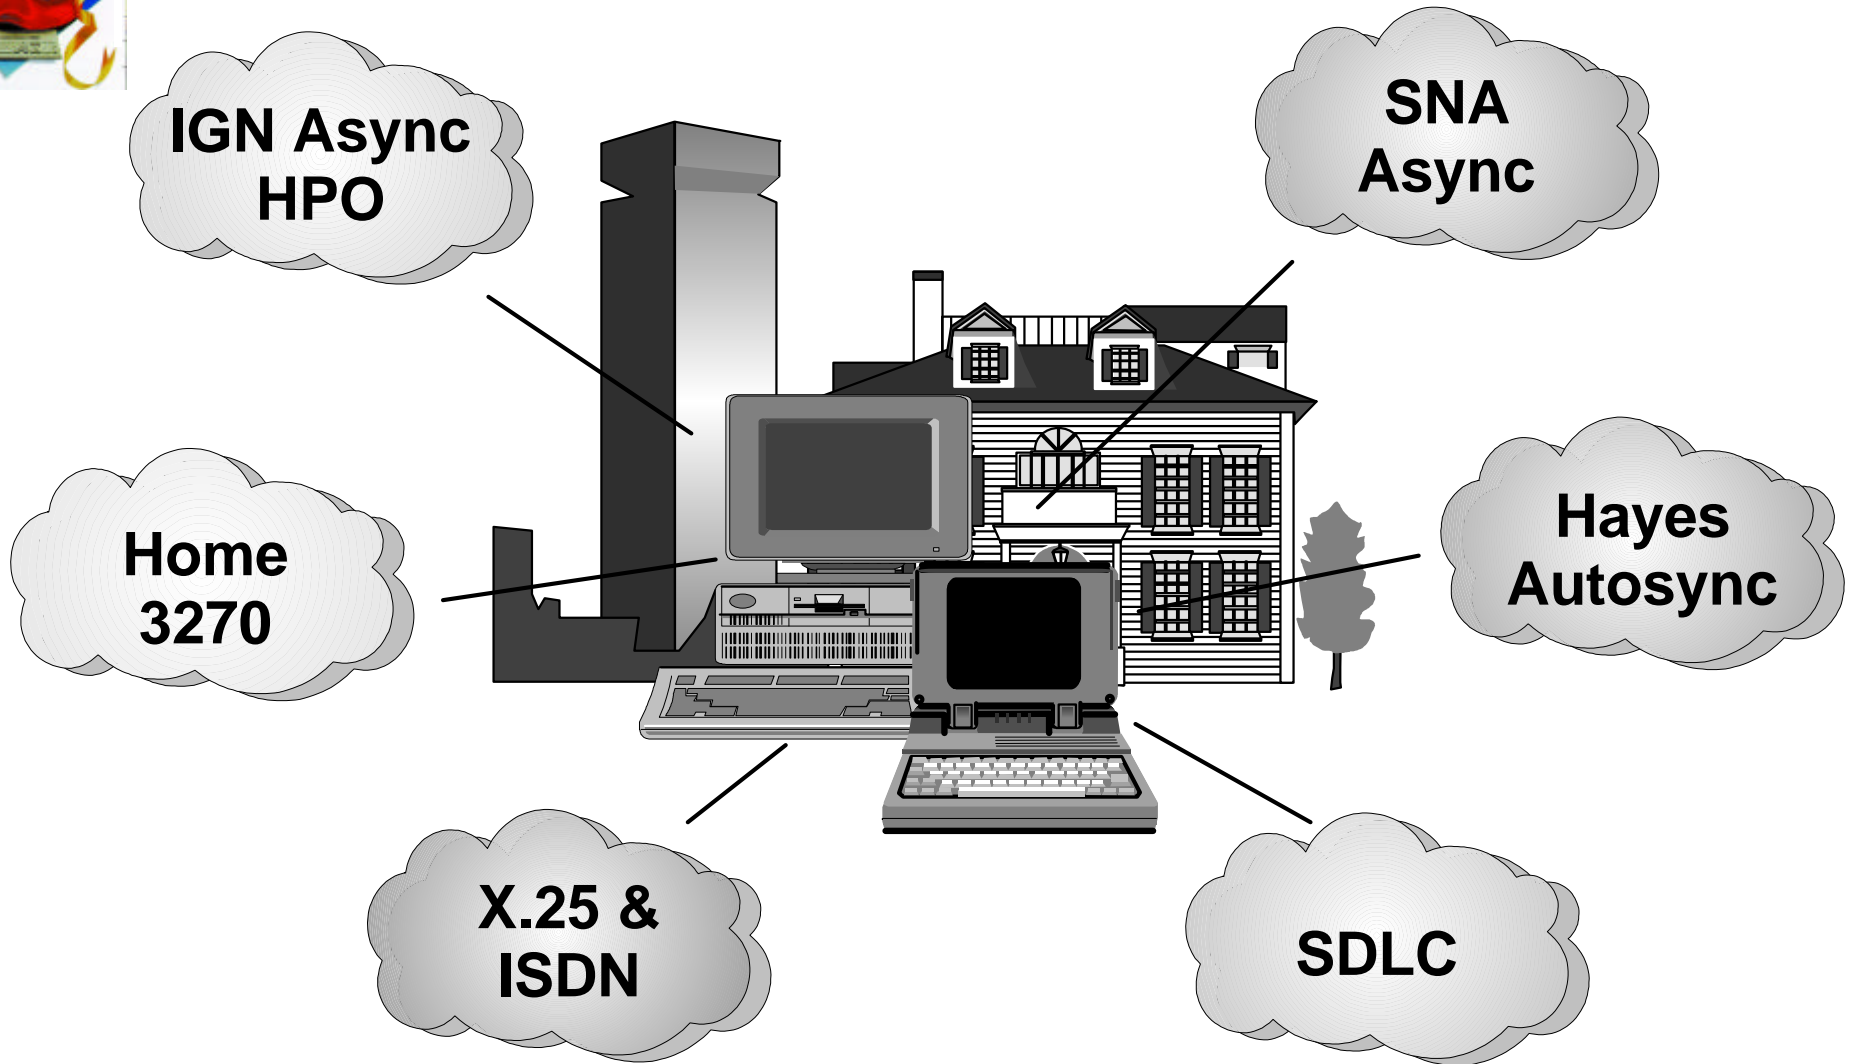 IGN Async
HPO
SNA
Async
Home
3270
Hayes
Autosync
X.25 &
ISDN
SDLC